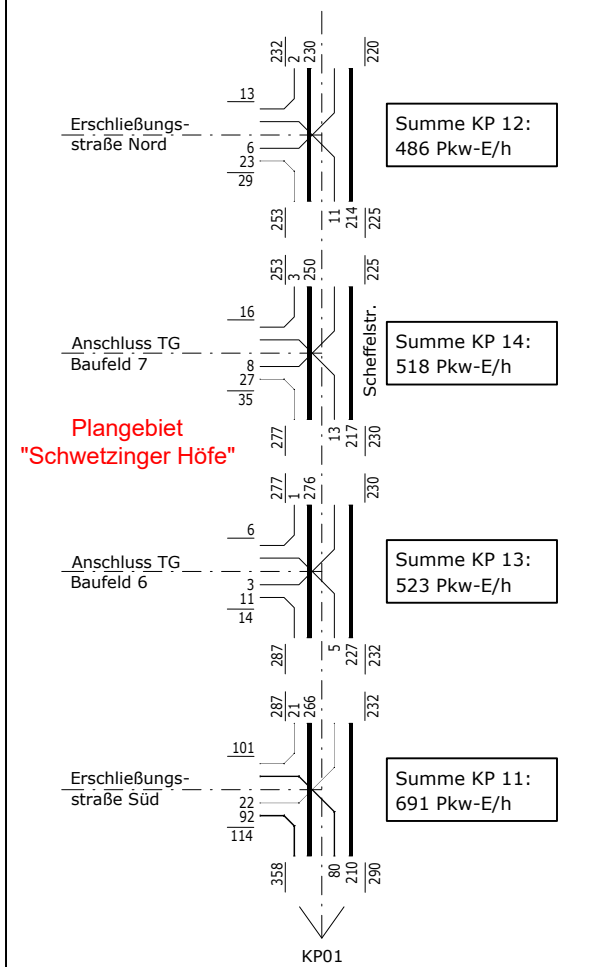 232
2
230
220
13
Erschließungs-
straße Nord
6
23
29
Summe KP 12:
486 Pkw-E/h
253
11
214
225
253
3
250
225
16
Anschluss TG
Baufeld 7
8
27
35
Scheffelstr.
Summe KP 14:
518 Pkw-E/h
277
13
217
230
Plangebiet
"Schwetzinger Höfe"
277
1
276
230
6
Anschluss TG
Baufeld 6
3
11
14
Summe KP 13:
523 Pkw-E/h
287
5
227
232
287
21
266
232
101
Erschließungs-
straße Süd
22
92
114
Summe KP 11:
691 Pkw-E/h
358
80
210
290
KP01